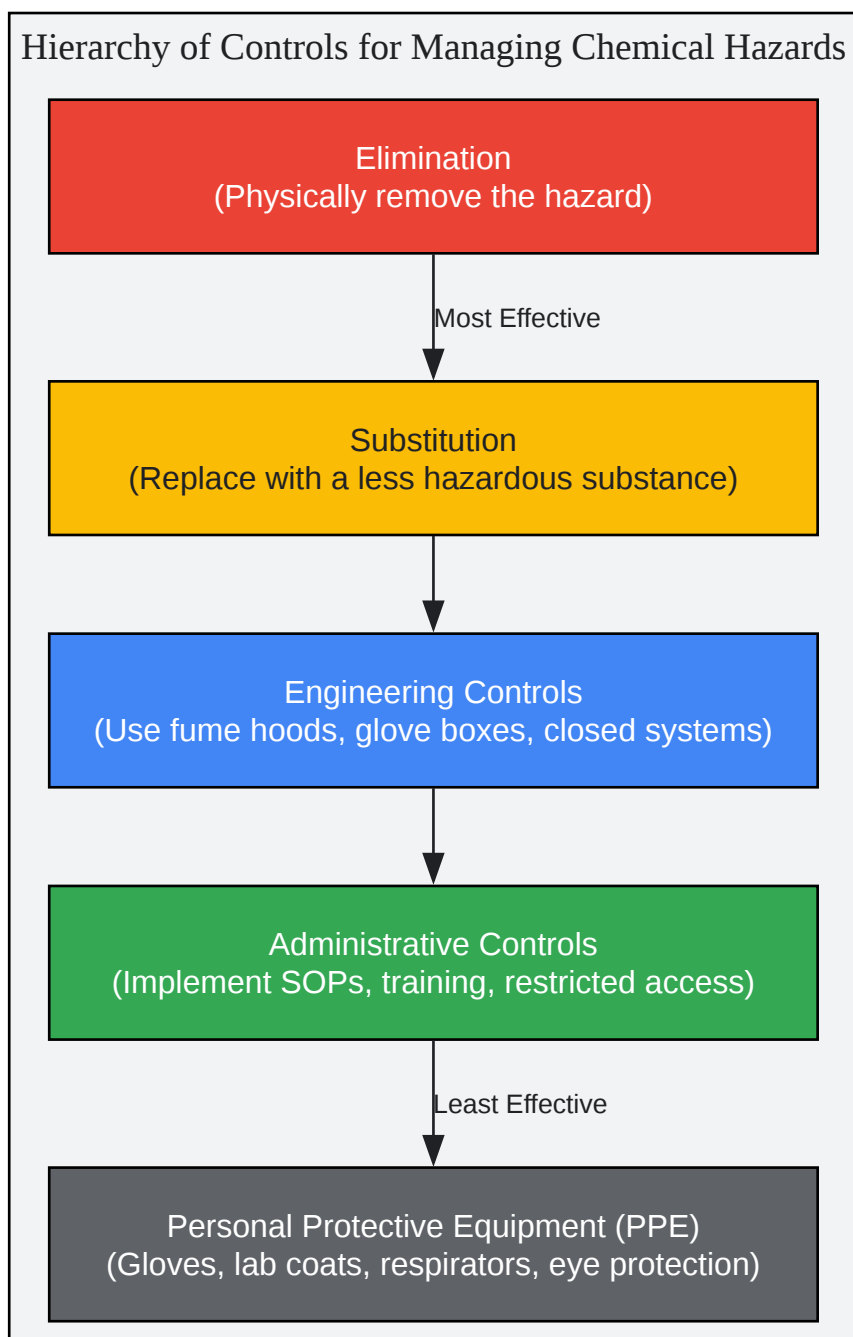 Hierarchy of Controls for Managing Chemical Hazards
Elimination
(Physically remove the hazard)
Most Effective
Substitution
(Replace with a less hazardous substance)
Engineering Controls
(Use fume hoods, glove boxes, closed systems)
Administrative Controls
(Implement SOPs, training, restricted access)
Least Effective
Personal Protective Equipment (PPE)
(Gloves, lab coats, respirators, eye protection)